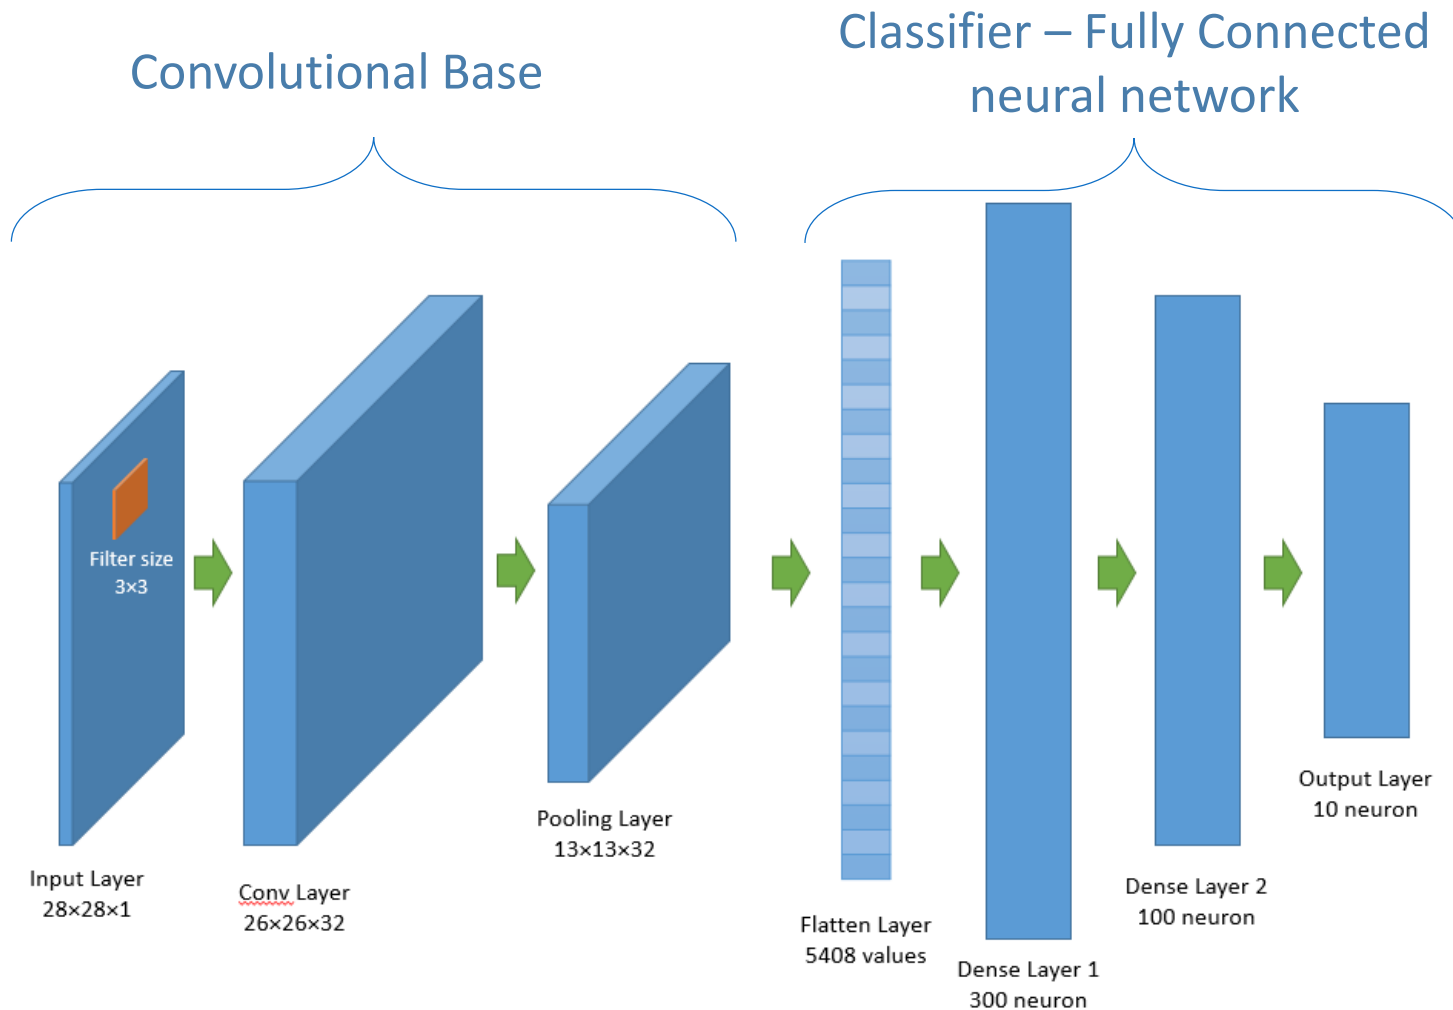 Convolutional Base
Classifier – Fully Connected
neural network
Filter size
3×3
Input Layer
28×28×1
Conv Layer
26×26×32
Pooling Layer
13×13×32
Flatten Layer
5408 values
Dense Layer 1
300 neuron
Dense Layer 2
100 neuron
Output Layer
10 neuron